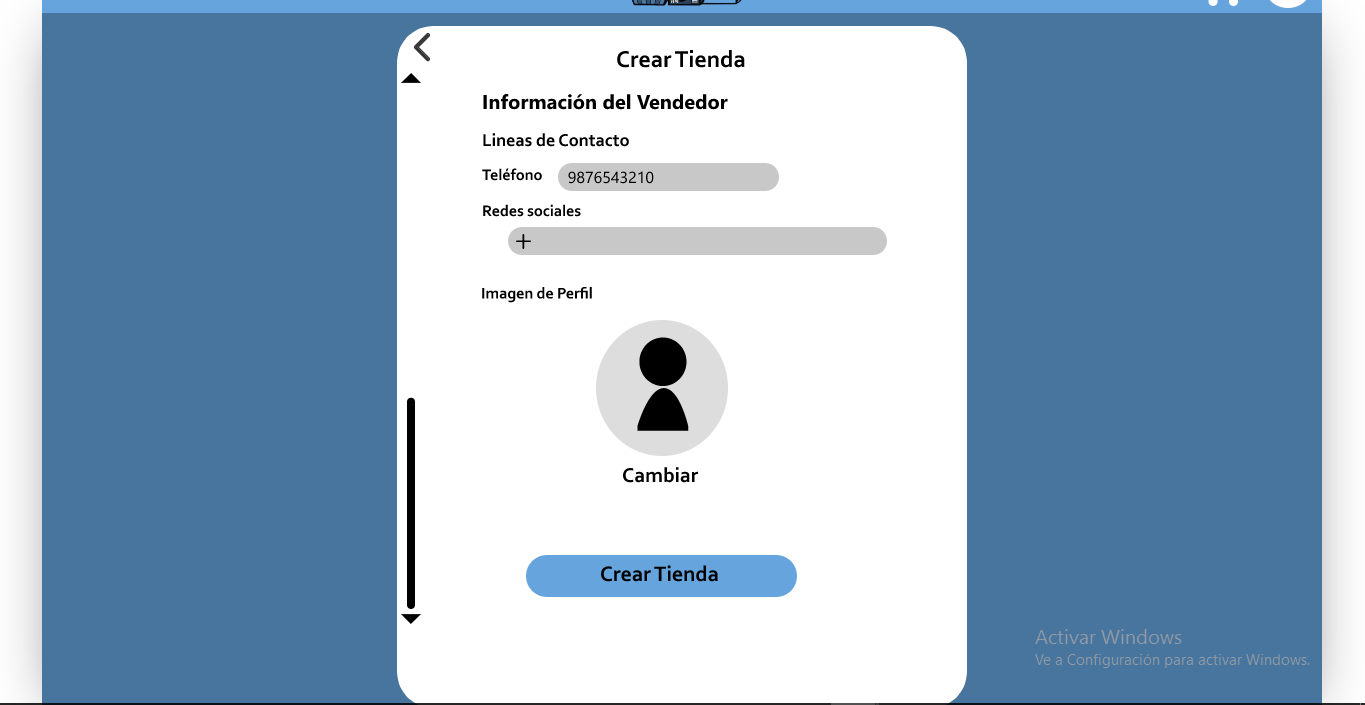 Crear Tienda
Información del Vendedor
Lineas de Contacto
Teléfono 9876543210
Redes sociales
+
Imagen de Perfil
Cambiar
Crear Tienda
Activar Windows
Ve a Configuración para activar Windows.